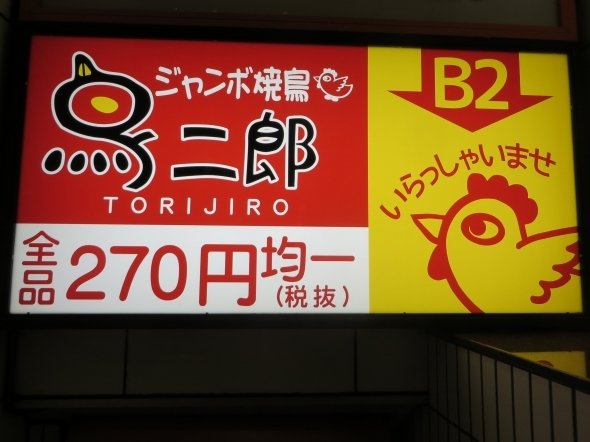 ジャンボ焼鳥
鳥二郎
TORIJIRO
全品270円均一
(税抜)
B2
いらっしゃいませ